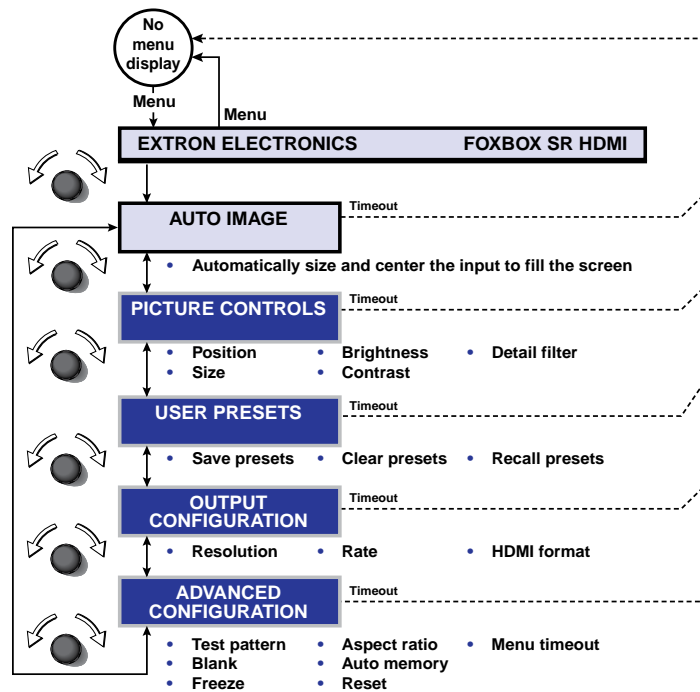 No
menu
display
Menu
Menu
EXTRON ELECTRONICS FOXBOX SR HDMI
AUTO IMAGE
Timeout
• Automatically size and center the input to fill the screen
PICTURE CONTROLS
Timeout
• Position • Brightness • Detail filter
• Size • Contrast
USER PRESETS
Timeout
• Save presets • Clear presets • Recall presets
OUTPUT
CONFIGURATION
Timeout
• Resolution • Rate • HDMI format
ADVANCED
CONFIGURATION
Timeout
• Test pattern • Aspect ratio • Menu timeout
• Blank • Auto memory
• Freeze • Reset